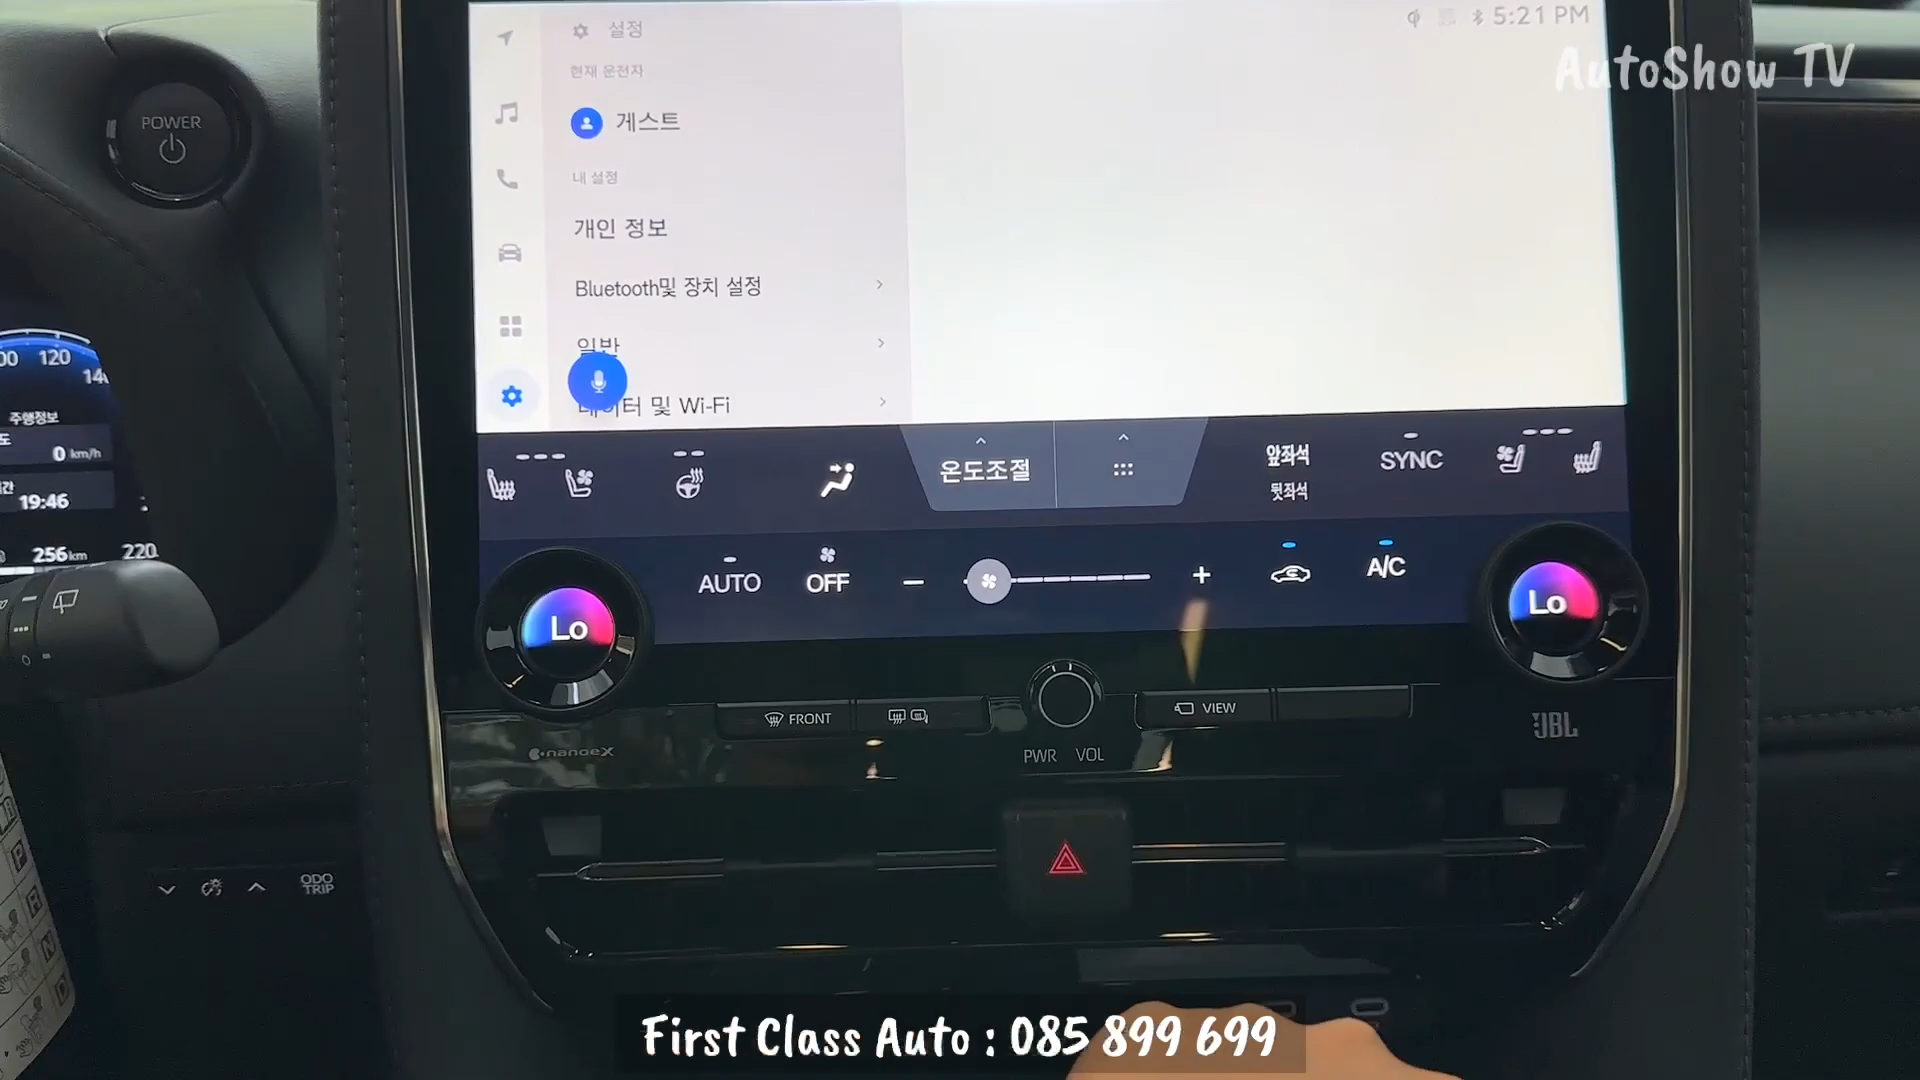 설정
5:21 PM
AutoShow TV
현재 운전자
게스트
내 설정
개인 정보
Bluetooth및 장치 설정
일반
데이터 및 Wi-Fi
POWER
120
주행정보
0 km/h
19:46
256km
220
온도조절
앞좌석
뒷좌석
SYNC
AUTO
OFF
A/C
Lo
Lo
FRONT
VIEW
nanoeX
PWR VOL
JBL
ODO
TRIP
P
R
N
D
First Class Auto : 085 899 699